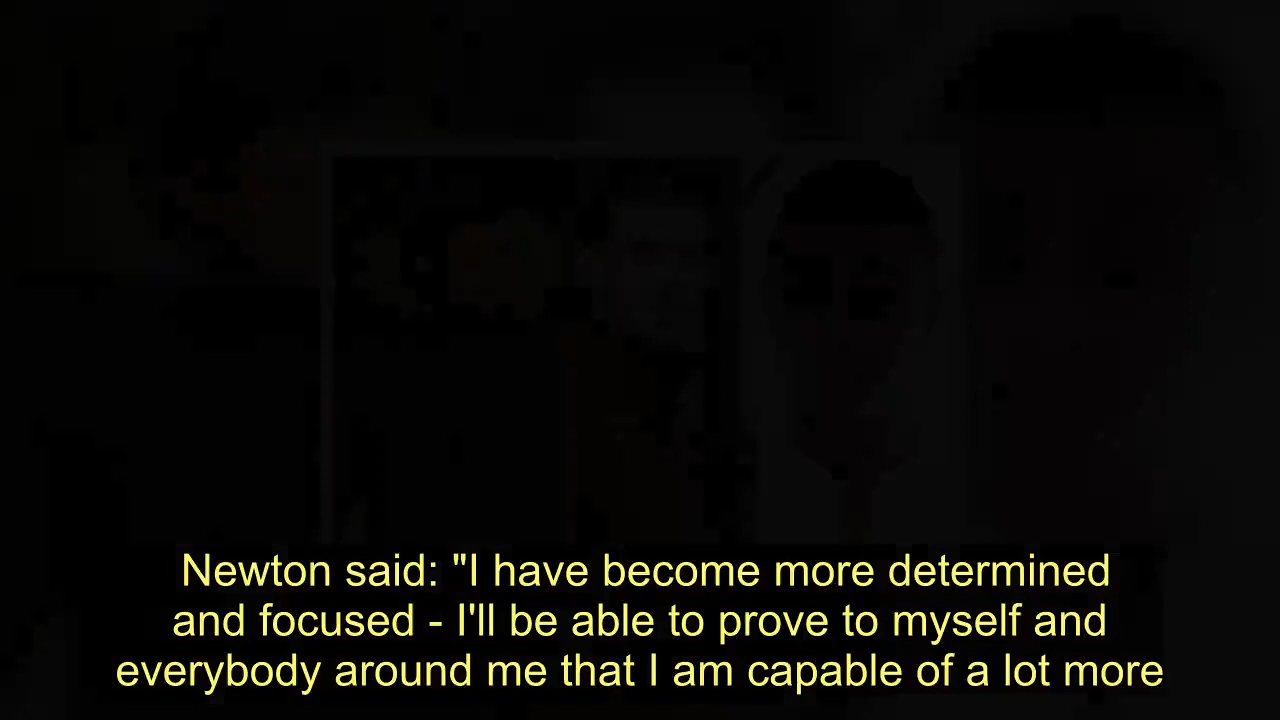 Newton said: "I have become more determined
and focused - I'll be able to prove to myself and
everybody around me that I am capable of a lot more